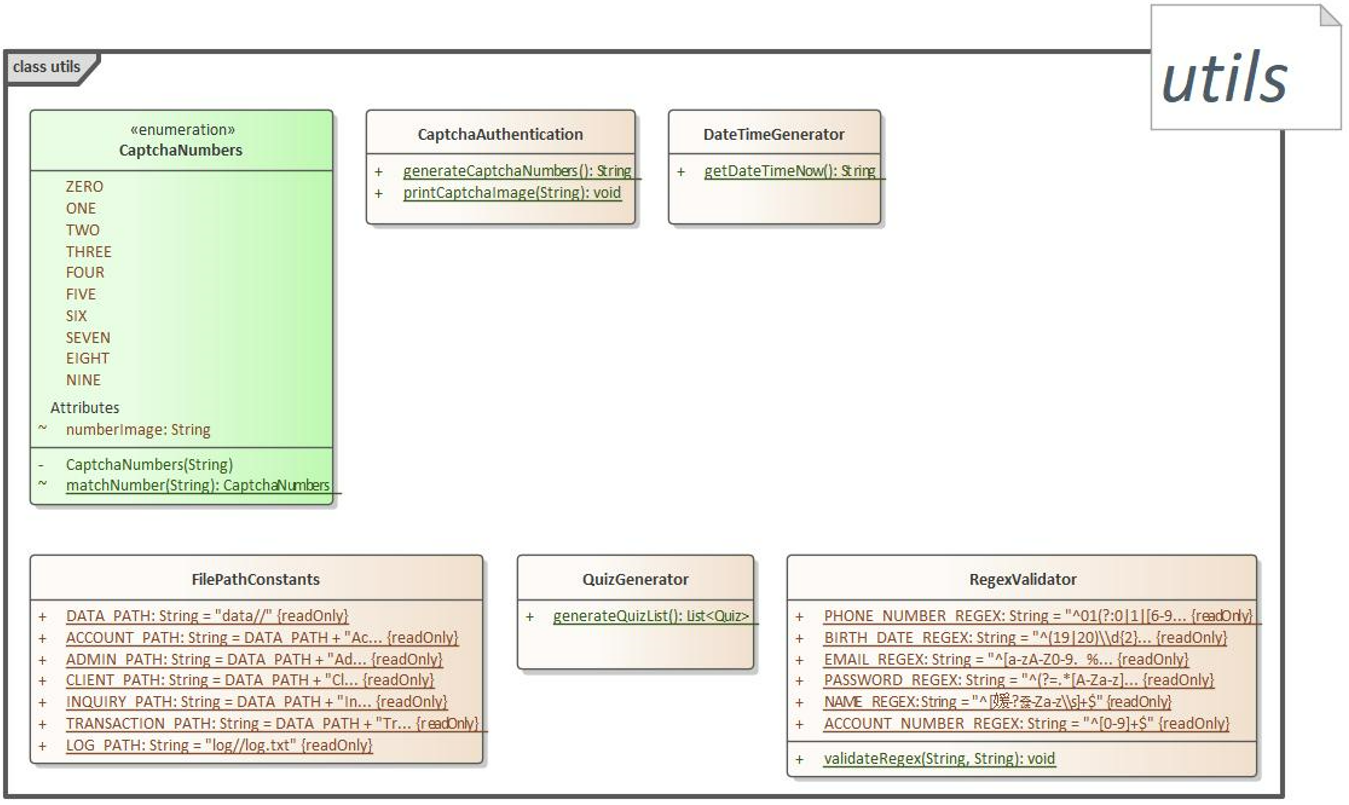 utils
class utils
«enumeration»
CaptchaNumbers
ZERO
ONE
TWO
THREE
FOUR
FIVE
SIX
SEVEN
EIGHT
NINE
Attributes
~ numberImage: String
- CaptchaNumbers(String)
~ matchNumber(String): CaptchaNumbers
CaptchaAuthentication
+ generateCaptchaNumbers(): String
+ printCaptchaImage(String): void
DateTimeGenerator
+ getDateTimeNow(): String
FilePathConstants
+ DATA_PATH: String = "data//" {readOnly}
+ ACCOUNT_PATH: String = DATA_PATH + "Ac... {readOnly}
+ ADMIN_PATH: String = DATA_PATH + "Ad... {readOnly}
+ CLIENT_PATH: String = DATA_PATH + "Cl... {readOnly}
+ INQUIRY_PATH: String = DATA_PATH + "In... {readOnly}
+ TRANSACTION_PATH: String = DATA_PATH + "Tr... {readOnly}
+ LOG_PATH: String = "log//log.txt" {readOnly}
QuizGenerator
+ generateQuizList(): List<Quiz>
RegexValidator
+ PHONE_NUMBER_REGEX: String = "^01(?:0|1|[6-9... {readOnly}
+ BIRTH_DATE_REGEX: String = "^(19|20)\\d{2}... {readOnly}
+ EMAIL_REGEX: String = "^[a-zA-Z0-9._%... {readOnly}
+ PASSWORD_REGEX: String = "^(?=.*[A-Za-z]... {readOnly}
+ NAME_REGEX: String = {readOnly}
+ ACCOUNT_NUMBER_REGEX: String = "^[0-9]+$" {readOnly}
+ validateRegex(String, String): void